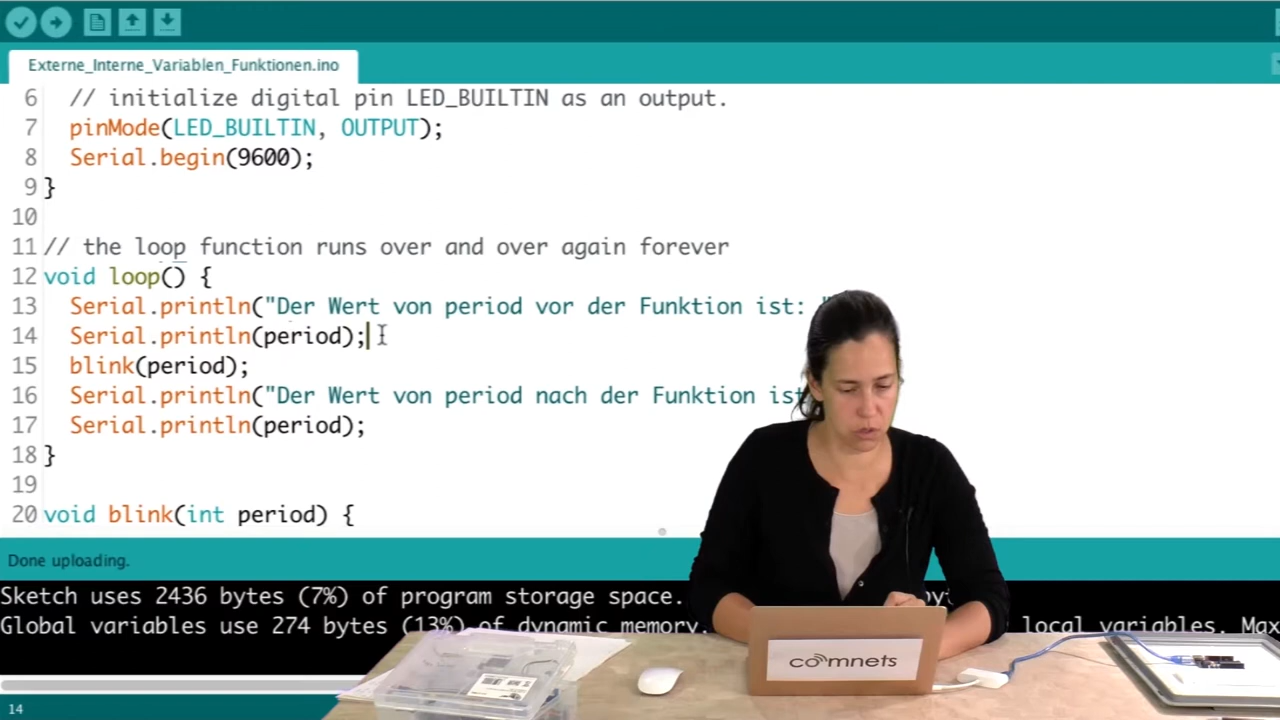 Externe_Interne_Variablen_Funktionen.ino
6 // initialize digital pin LED_BUILTIN as an output.
7 pinMode(LED_BUILTIN, OUTPUT);
8 Serial.begin(9600);
9 }
10
11 // the loop function runs over and over again forever
12 void loop() {
13 Serial.println("Der Wert von period vor der Funktion ist: "
14 Serial.println(period);
15 blink(period);
16 Serial.println("Der Wert von period nach der Funktion ist
17 Serial.println(period);
18 }
19
20 void blink(int period) {
Done uploading.
Sketch uses 2436 bytes (7%) of program storage space.
Global variables use 274 bytes (13%) of dynamic memory, local variables. Max
comnets
14